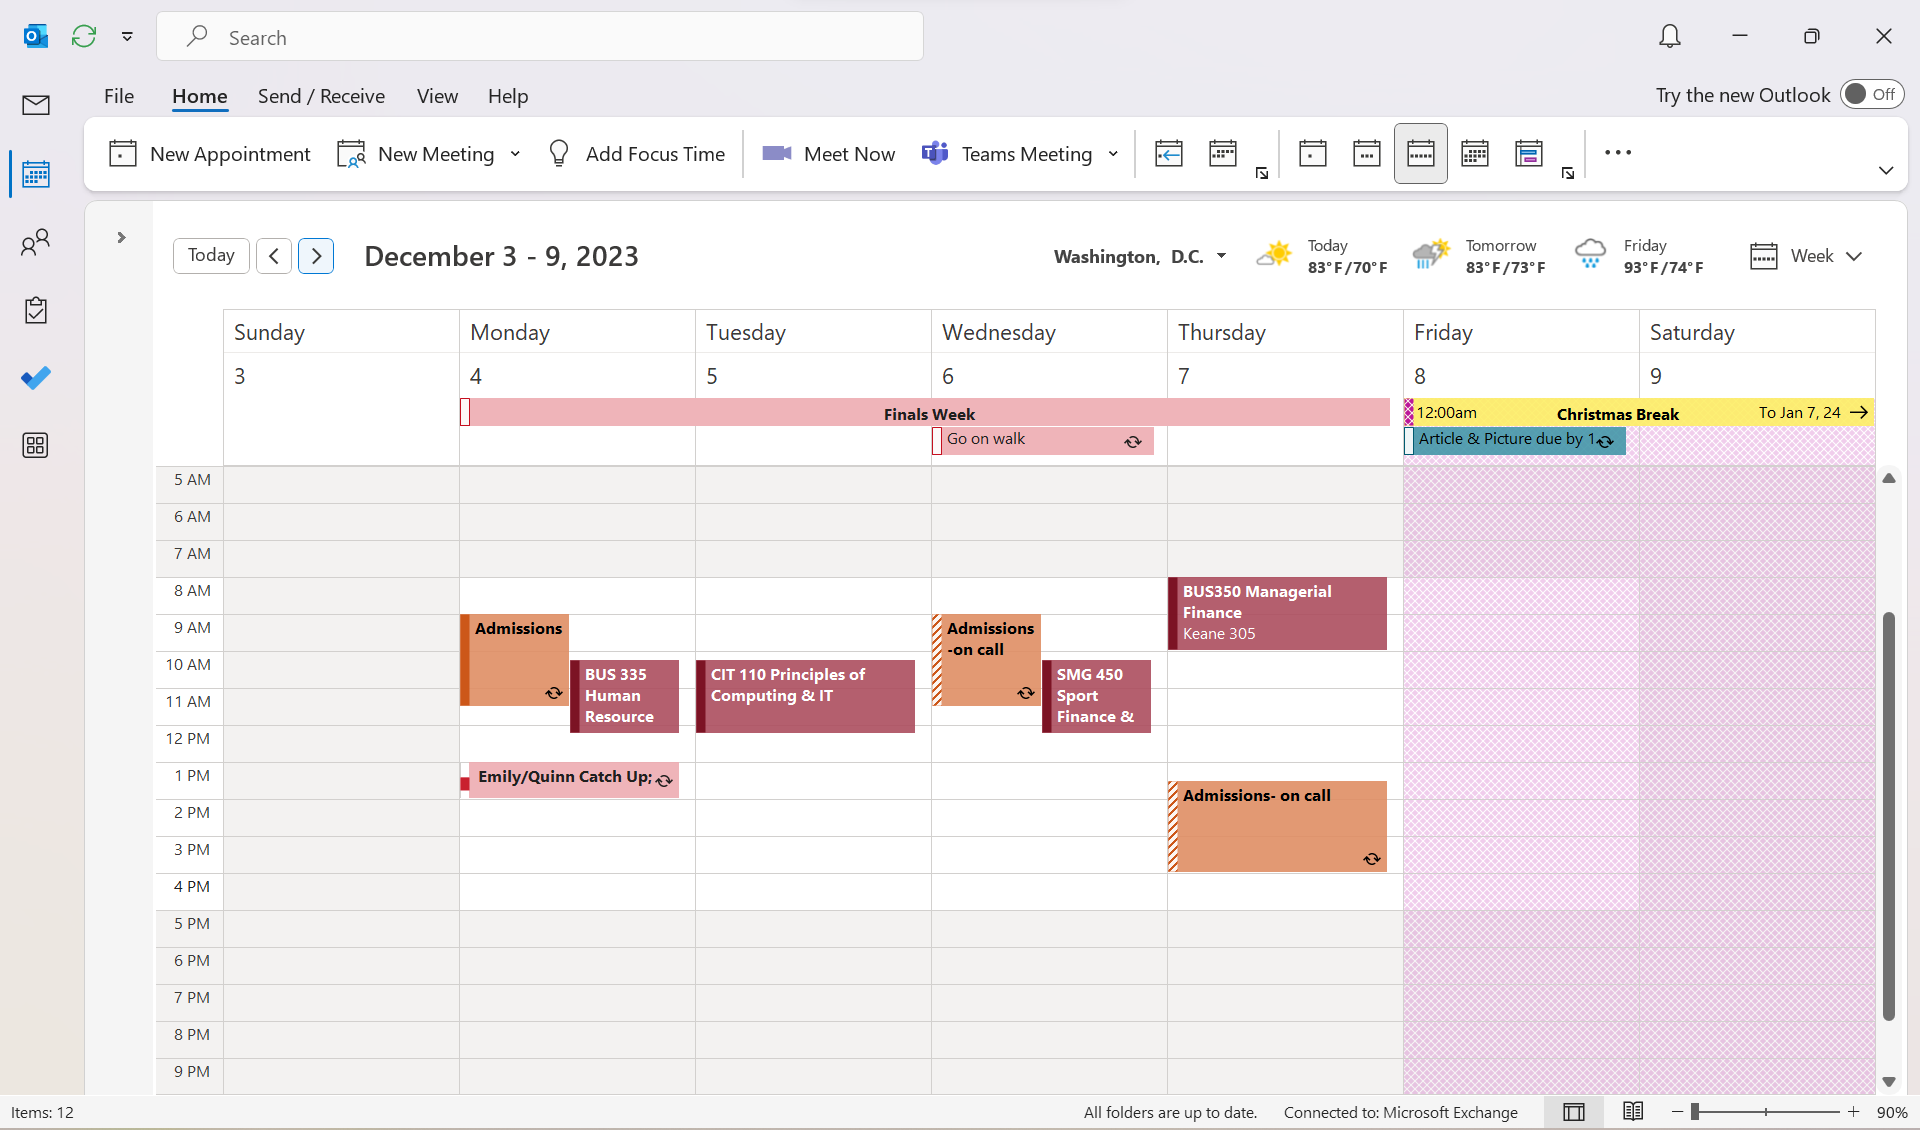 Search
File Home Send / Receive View Help
Try the new Outlook Off
New Appointment New Meeting Add Focus Time Meet Now Teams Meeting
Today December 3 - 9, 2023 Washington, D.C. Week
Today
83°F/70°F
Tomorrow
83°F/73°F
Friday
93°F/74°F
Sunday Monday Tuesday Wednesday Thursday Friday Saturday
3 4 5 6 7 8 9
Finals Week
12:00am Christmas Break To Jan 7, 24
Go on walk
Article & Picture due by 1
5 AM
6 AM
7 AM
8 AM
9 AM
10 AM
11 AM
12 PM
1 PM
2 PM
3 PM
4 PM
5 PM
6 PM
7 PM
8 PM
9 PM
Admissions
BUS 335
Human
Resource
Emily/Quinn Catch Up;
CIT 110 Principles of
Computing & IT
Admissions
-on call
SMG 450
Sport
Finance &
BUS350 Managerial
Finance
Keane 305
Admissions- on call
Items: 12 All folders are up to date. Connected to: Microsoft Exchange 90%